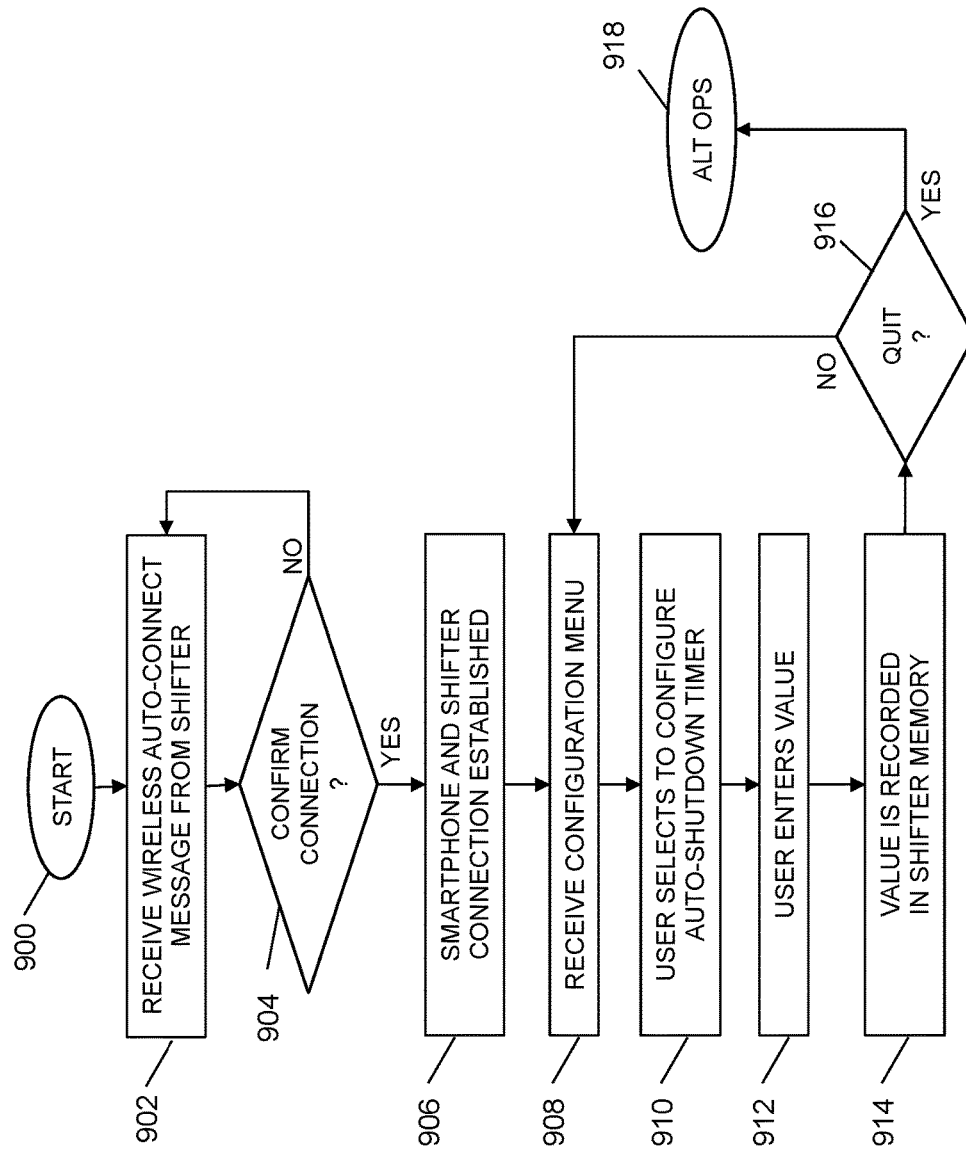 START
900
RECEIVE WIRELESS AUTO-CONNECT
MESSAGE FROM SHIFTER
902
CONFIRM
CONNECTION
?
904
NO
YES
SMARTPHONE AND SHIFTER
CONNECTION ESTABLISHED
906
RECEIVE CONFIGURATION MENU
908
USER SELECTS TO CONFIGURE
AUTO-SHUTDOWN TIMER
910
USER ENTERS VALUE
912
VALUE IS RECORDED
IN SHIFTER MEMORY
914
QUIT
?
916
NO
YES
ALT OPS
918